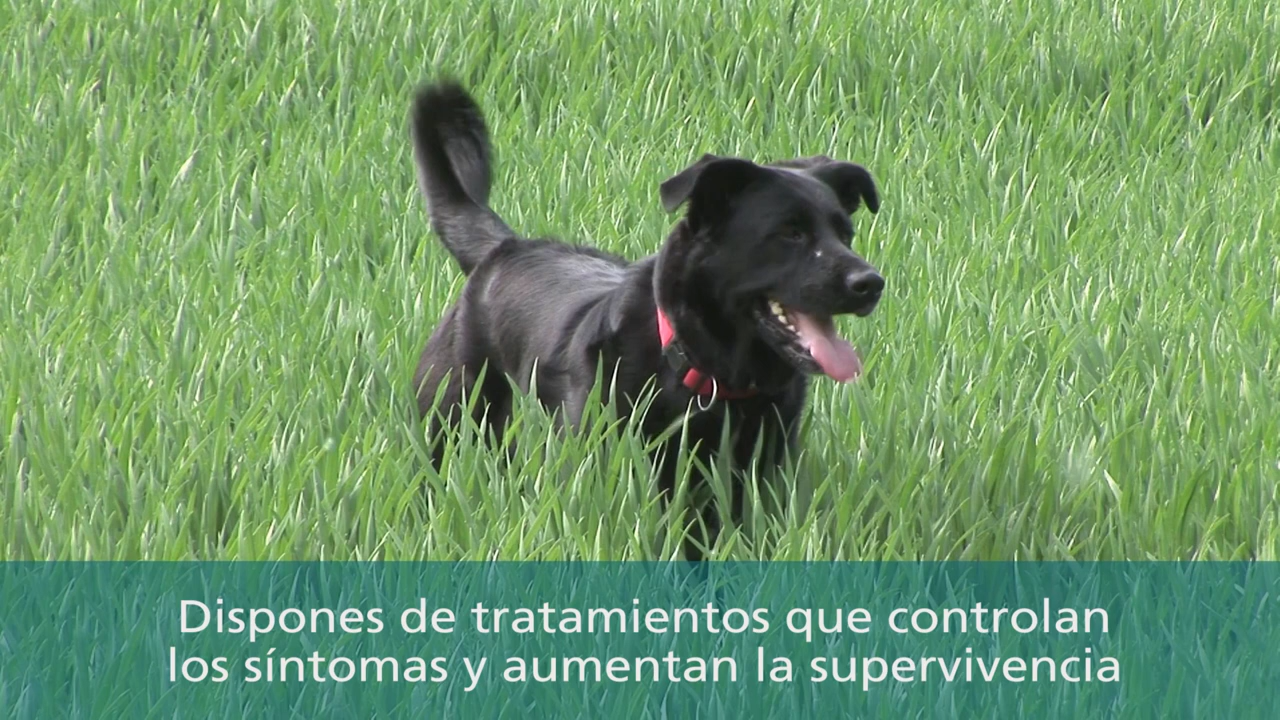 Dispones de tratamientos que controlan
los síntomas y aumentan la supervivencia